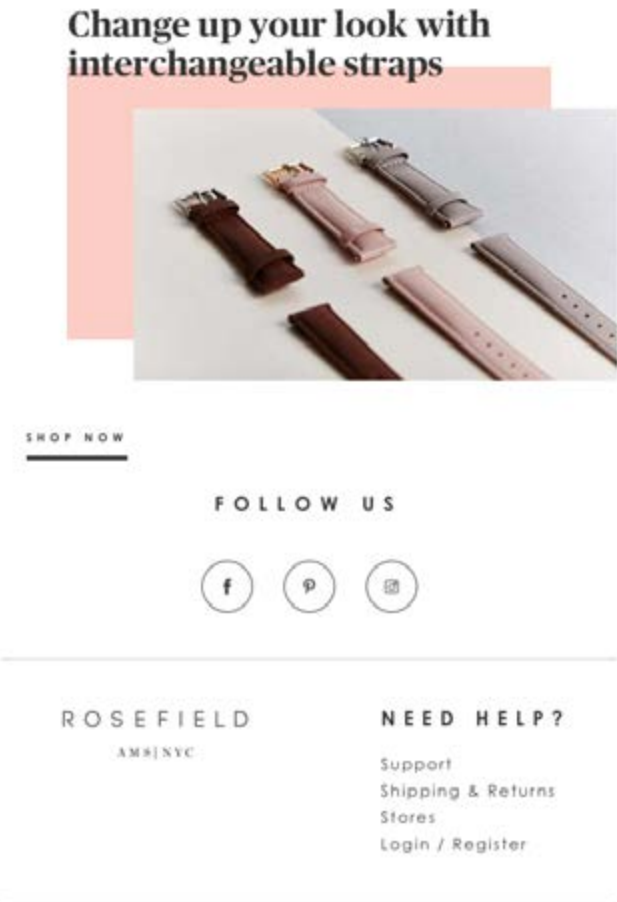 Change up your look with
interchangeable straps
SHOP NOW
FOLLOW US
ROSEFIELD
AMS|NYC
NEED HELP?
Support
Shipping & Returns
Stores
Login / Register